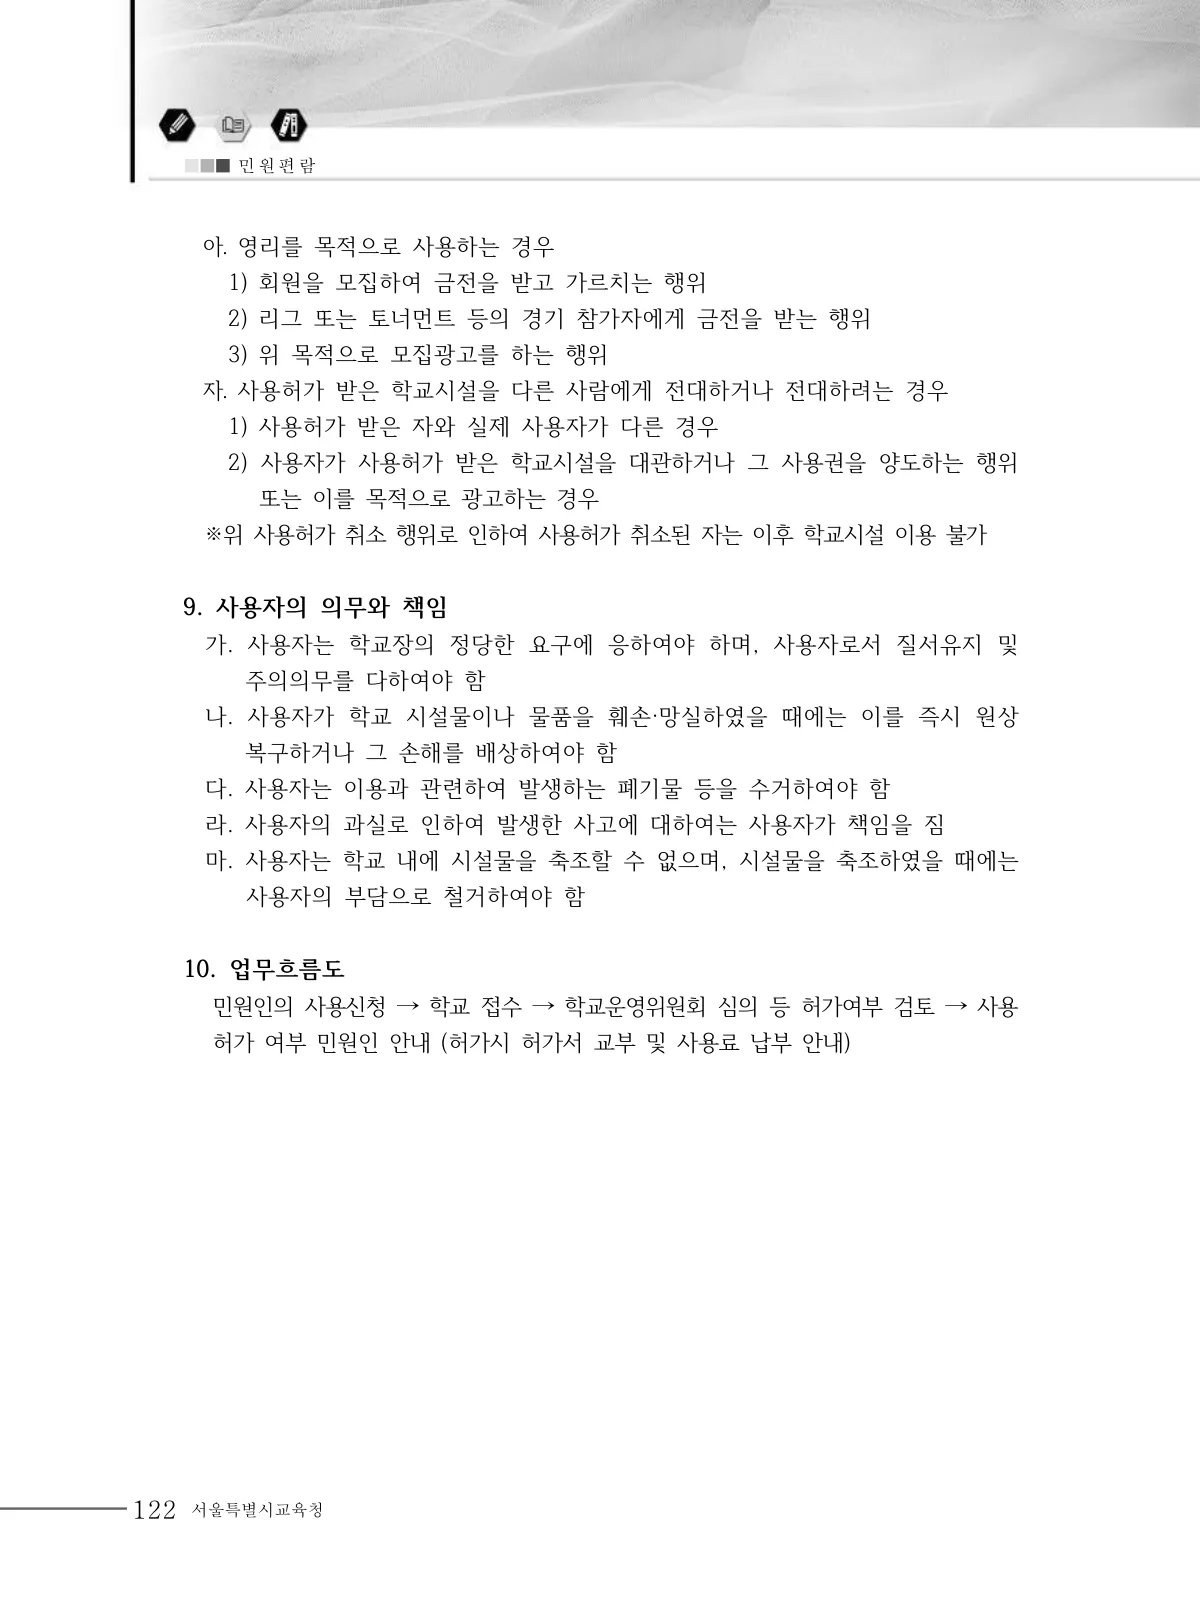 민원편람
아. 영리를 목적으로 사용하는 경우
1) 회원을 모집하여 금전을 받고 가르치는 행위
2) 리그 또는 토너먼트 등의 경기 참가자에게 금전을 받는 행위
3) 위 목적으로 모집광고를 하는 행위
자. 사용허가 받은 학교시설을 다른 사람에게 전대하거나 전대하려는 경우
1) 사용허가 받은 자와 실제 사용자가 다른 경우
2) 사용자가 사용허가 받은 학교시설을 대관하거나 그 사용권을 양도하는 행위
또는 이를 목적으로 광고하는 경우
※위 사용허가 취소 행위로 인하여 사용허가 취소된 자는 이후 학교시설 이용 불가
9. 사용자의 의무와 책임
가. 사용자는 학교장의 정당한 요구에 응하여야 하며, 사용자로서 질서유지 및
주의의무를 다하여야 함
나. 사용자가 학교 시설물이나 물품을 훼손·망실하였을 때에는 이를 즉시 원상
복구하거나 그 손해를 배상하여야 함
다. 사용자는 이용과 관련하여 발생하는 폐기물 등을 수거하여야 함
라. 사용자의 과실로 인하여 발생한 사고에 대하여는 사용자가 책임을 짐
마. 사용자는 학교 내에 시설물을 축조할 수 없으며, 시설물을 축조하였을 때에는
사용자의 부담으로 철거하여야 함
10. 업무흐름도
민원인의 사용신청 → 학교 접수 → 학교운영위원회 심의 등 허가여부 검토 → 사용
허가 여부 민원인 안내 (허가시 허가서 교부 및 사용료 납부 안내)
122 서울특별시교육청